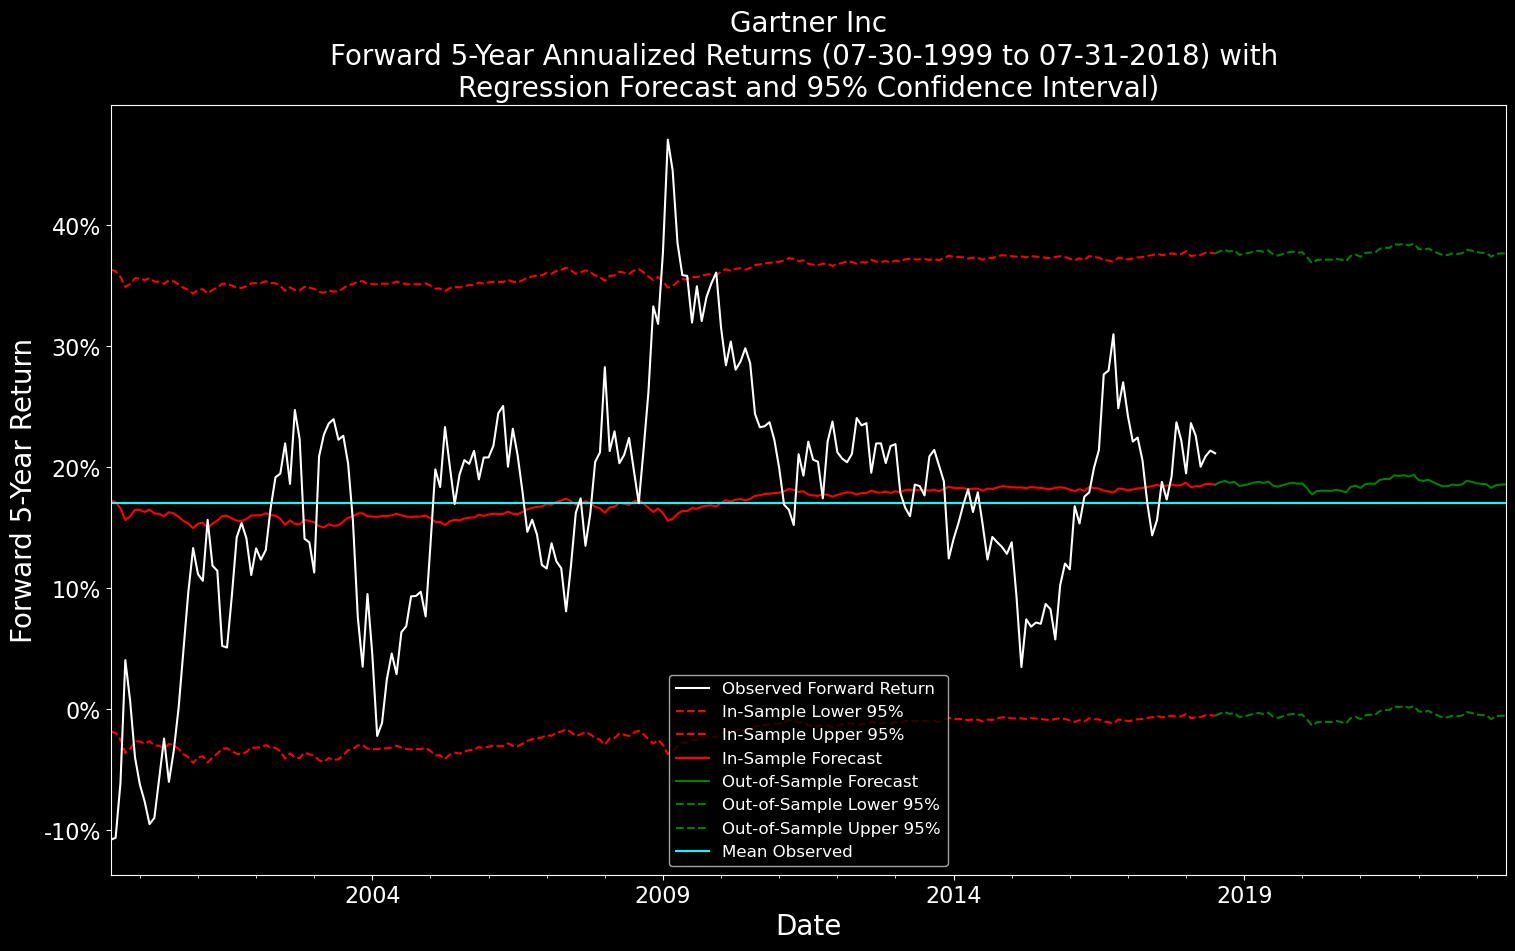 Gartner Inc
Forward 5-Year Annualized Returns (07-30-1999 to 07-31-2018) with
Regression Forecast and 95% Confidence Interval)
Forward 5-Year Return
40%
30%
20%
10%
0%
-10%
Observed Forward Return
In-Sample Lower 95%
In-Sample Upper 95%
In-Sample Forecast
Out-of-Sample Forecast
Out-of-Sample Lower 95%
Out-of-Sample Upper 95%
Mean Observed
2004
2009
2014
2019
Date